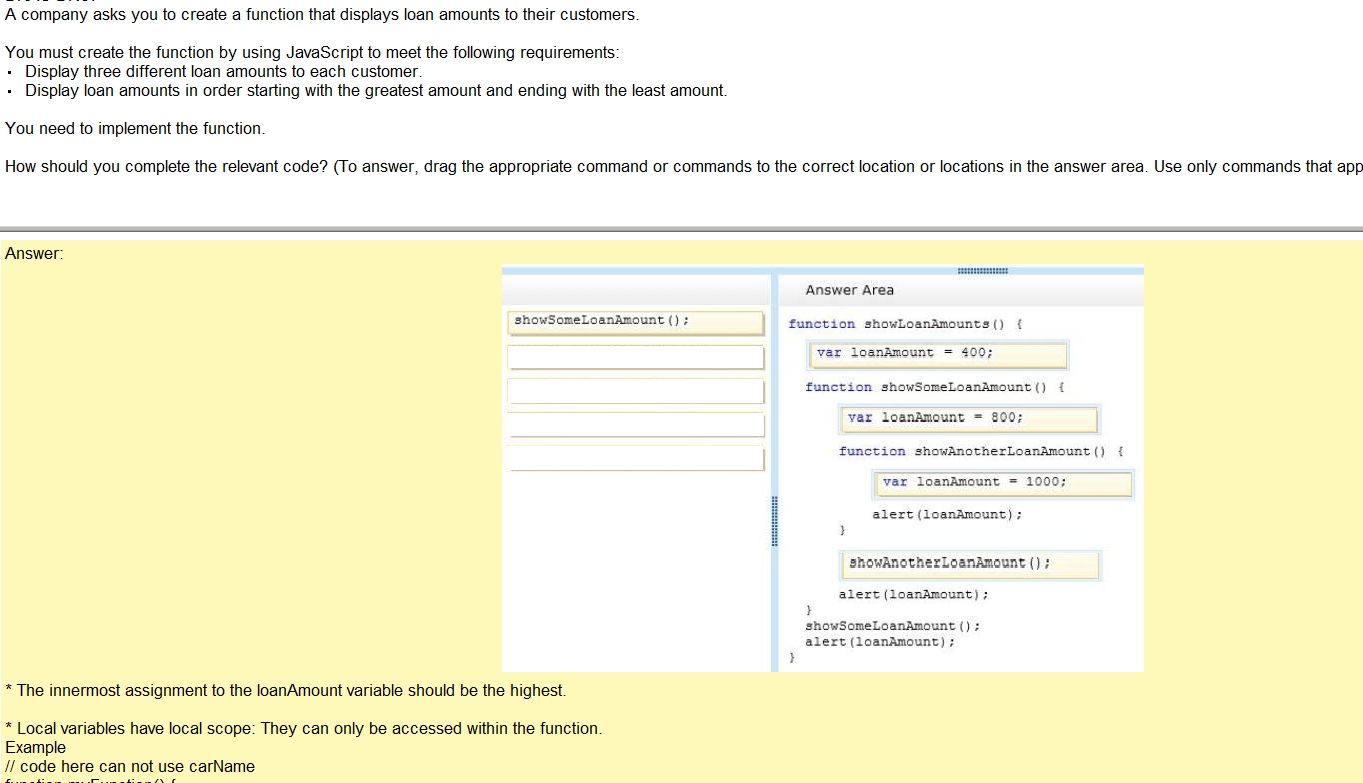 A company asks you to create a function that displays loan amounts to their customers.
You must create the function by using JavaScript to meet the following requirements:
· Display three different loan amounts to each customer.
· Display loan amounts in order starting with the greatest amount and ending with the least amount.
You need to implement the function.
How should you complete the relevant code? (To answer, drag the appropriate command or commands to the correct location or locations in the answer area. Use only commands that app
Answer:
showSomeLoanAmount();
Answer Area
function showLoanAmounts() {
var loanAmount = 400;
function showSomeLoanAmount() {
var loanAmount = 800;
function showAnotherLoanAmount() {
var loanAmount = 1000;
alert(loanAmount);
}
showAnotherLoanAmount();
alert(loanAmount);
}
showSomeLoanAmount();
alert(loanAmount);
}
* The innermost assignment to the loanAmount variable should be the highest.
* Local variables have local scope: They can only be accessed within the function.
Example
// code here can not use carName
function myFunction() {